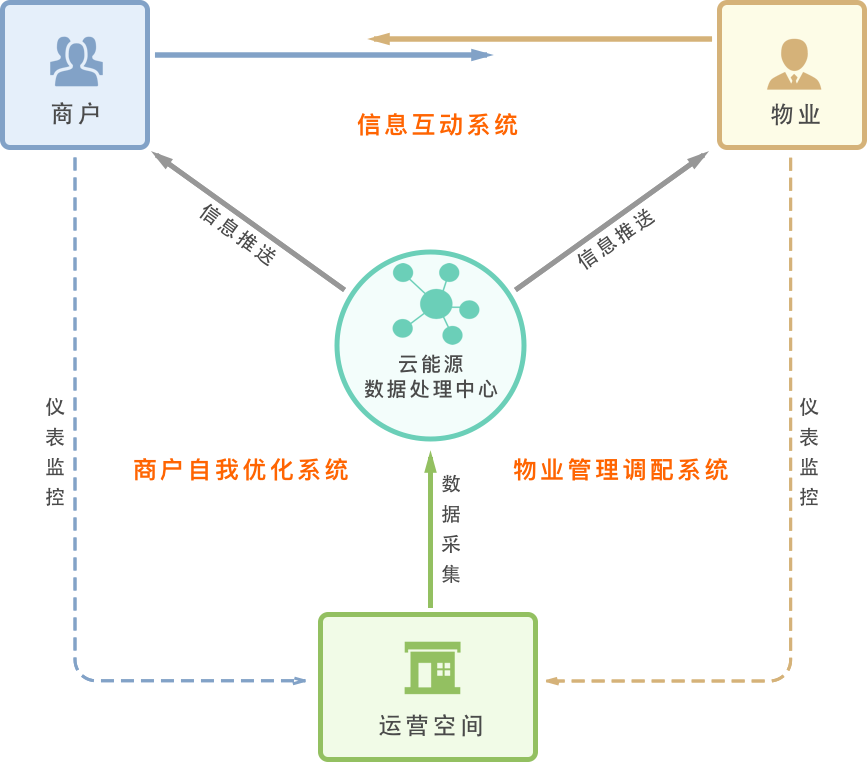 商户
物业
信息互动系统
信息推送
信息推送
云能源
数据处理中心
仪表监控
仪表监控
商户自我优化系统
物业管理调配系统
数据采集
运营空间